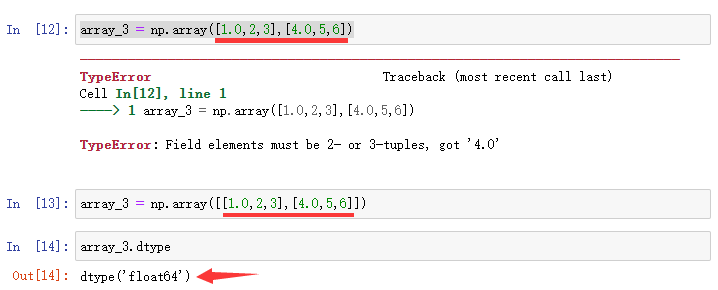 In [12]: array_3 = np.array([1.0,2,3],[4.0,5,6])
TypeError Traceback (most recent call last)
Cell In[12], line 1
----> 1 array_3 = np.array([1.0,2,3],[4.0,5,6])
TypeError: Field elements must be 2- or 3-tuples, got '4.0'
In [13]: array_3 = np.array([[1.0,2,3],[4.0,5,6]])
In [14]: array_3.dtype
Out[14]: dtype('float64')